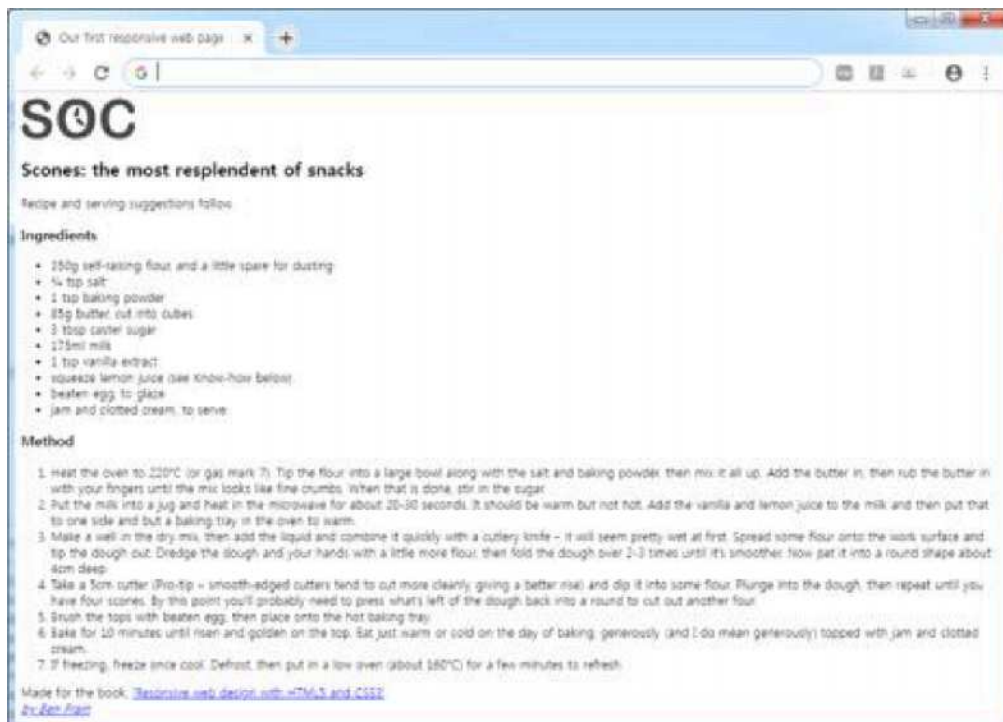 Our first responsive web page
SOC
Scones: the most resplendent of snacks
Recipe and serving suggestions follow
Ingredients
• 350g self-raising flour, and a little spare for dusting
• ¼ tsp salt
• 1 tsp baking powder
• 85g butter, cut into cubes
• 3 tbsp caster sugar
• 175ml milk
• 1 tsp vanilla extract
• squeeze lemon juice (see Know-how below)
• beaten egg, to glaze
• jam and clotted cream, to serve
Method
1. Heat the oven to 220°C (or gas mark 7). Tip the flour into a large bowl along with the salt and baking powder, then mix it all up. Add the butter in, then rub the butter in
with your fingers until the mix looks like fine crumbs. When that is done, stir in the sugar.
2. Put the milk into a jug and heat in the microwave for about 20-30 seconds. It should be warm but not hot. Add the vanilla and lemon juice to the milk and then put that
to one side and but a baking tray in the oven to warm.
3. Make a well in the dry mix, then add the liquid and combine it quickly with a cutlery knife – it will seem pretty wet at first. Spread some flour onto the work surface and
tip the dough out. Dredge the dough and your hands with a little more flour, then fold the dough over 2-3 times until it's smoother. Now pat it into a round shape about
4cm deep.
4. Take a 5cm cutter (Pro-tip – smooth-edged cutters tend to cut more cleanly, giving a better rise) and dip it into some flour. Plunge into the dough, then repeat until you
have four scones. By this point you'll probably need to press what's left of the dough back into a round to cut out another four.
5. Brush the tops with beaten egg, then place onto the hot baking tray.
6. Bake for 10 minutes until risen and golden on the top. Eat just warm or cold on the day of baking, generously (and I do mean generously) topped with jam and clotted
cream.
7. If freezing, freeze once cool. Defrost, then put in a low oven (about 160°C) for a few minutes to refresh.
Made for the book, 'Responsive web design with HTML5 and CSS3'
by Ben Frain